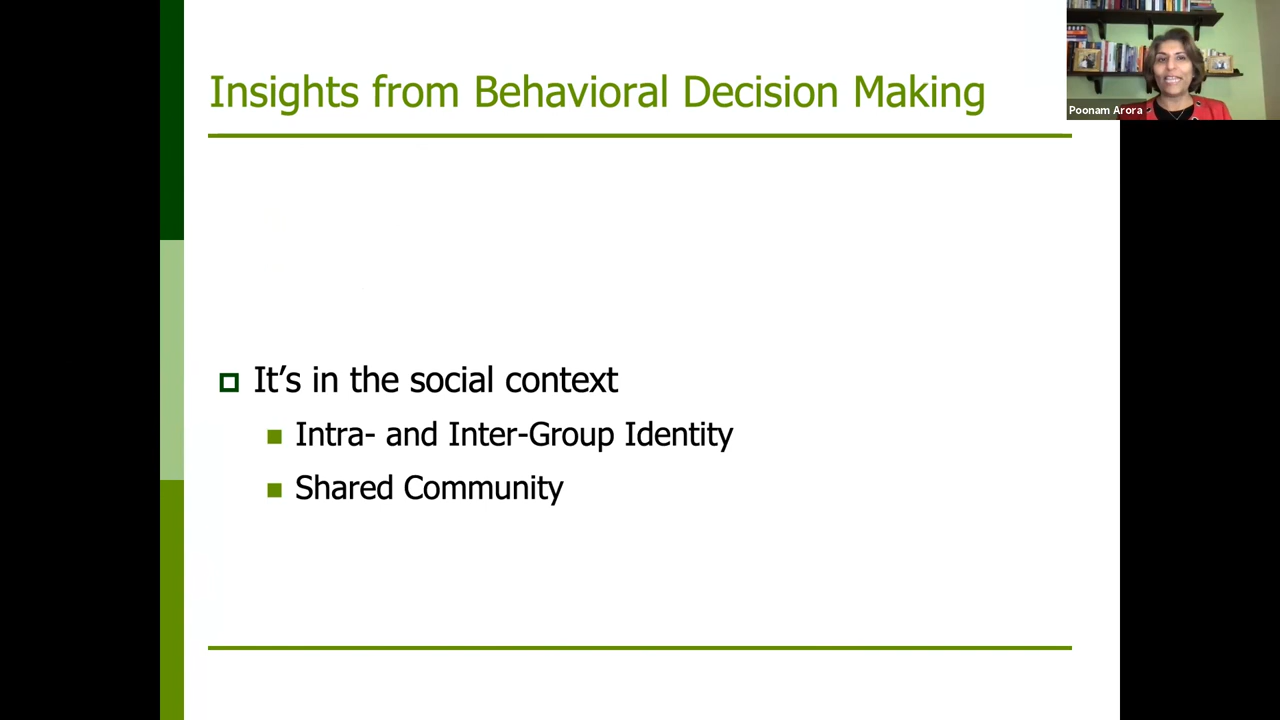 Insights from Behavioral Decision Making
Poonam Arora
It's in the social context
Intra- and Inter-Group Identity
Shared Community